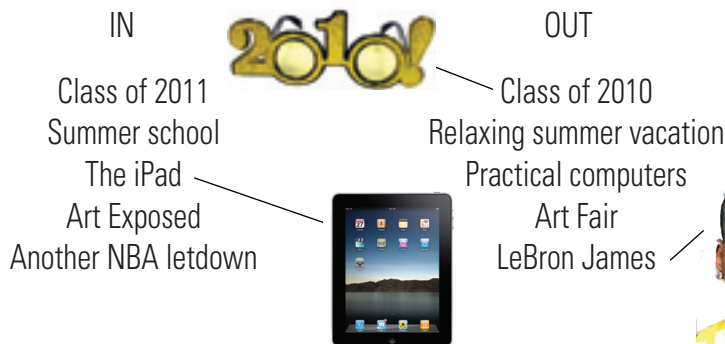 IN
2010!
OUT
Class of 2011
Summer school
The iPad
Art Exposed
Another NBA letdown
Class of 2010
Relaxing summer vacation
Practical computers
Art Fair
LeBron James